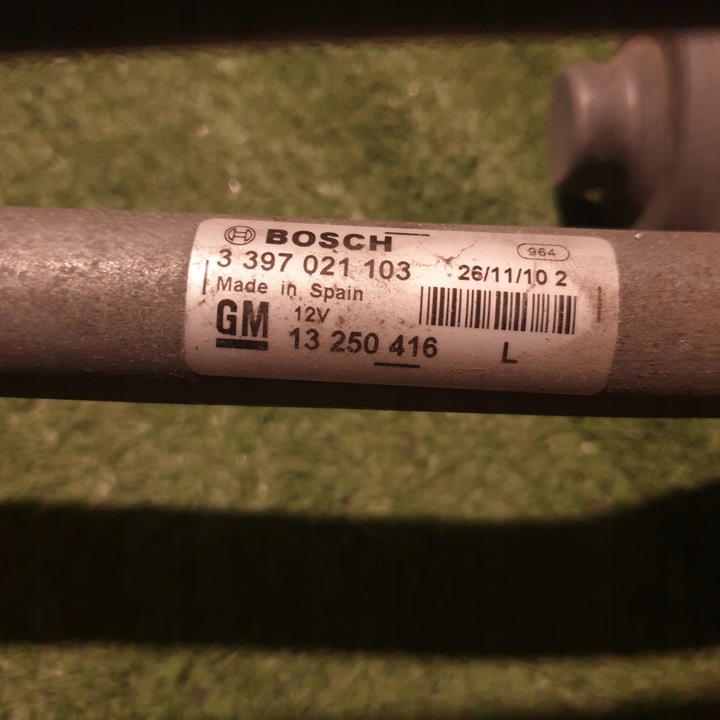 BOSCH
964
3 397 021 103
26/11/10 2
Made in Spain
GM
12V
13 250 416
L